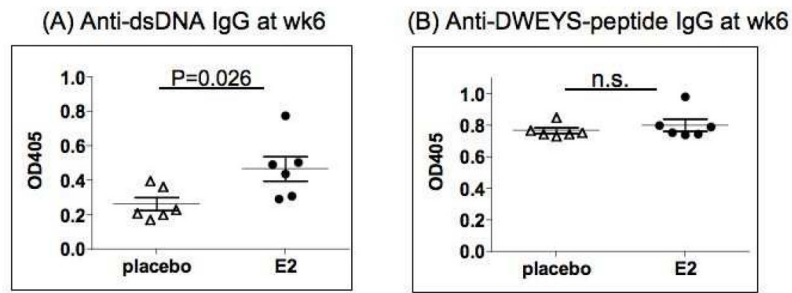 (A) Anti-dsDNA IgG at wk6
(B) Anti-DWEYS-peptide IgG at wk6
P=0.026
1.0
0.8
0.6
0.4
0.2
0.0
OD405
placebo
E2
n.s.
1.0
0.8
0.6
0.4
0.2
0.0
OD405
placebo
E2